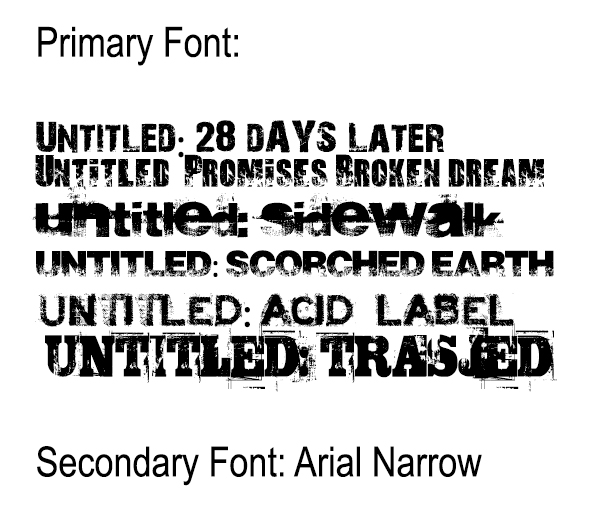 Primary Font:
UNTITLED: 28 DAYS LATER
UNTiTLED PROMiSES BROKEN DREAM
untitled: sidewalk
UNTITLED: SCORCHED EARTH
UNTITLED: ACID LABEL
UNTITLED: TRASJED
Secondary Font: Arial Narrow